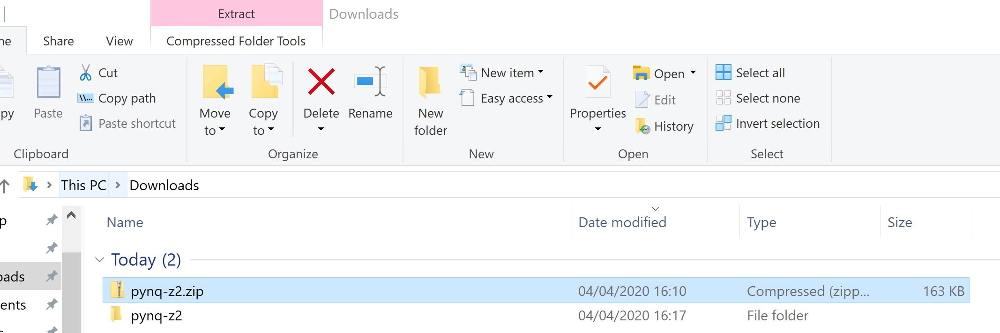 Extract
Downloads
me
Share
View
Compressed Folder Tools
py
Paste
Cut
\\...
Copy path
Paste shortcut
Move
to
Copy
to
Delete
Rename
New
folder
New item
Easy access
Properties
Open
Edit
History
Select all
Select none
Invert selection
Clipboard
Organize
New
Open
Select
This PC
Downloads
p
oads
ents
Name
Date modified
Type
Size
Today (2)
pynq-z2.zip
04/04/2020 16:10
Compressed (zipp...
163 KB
pynq-z2
04/04/2020 16:17
File folder